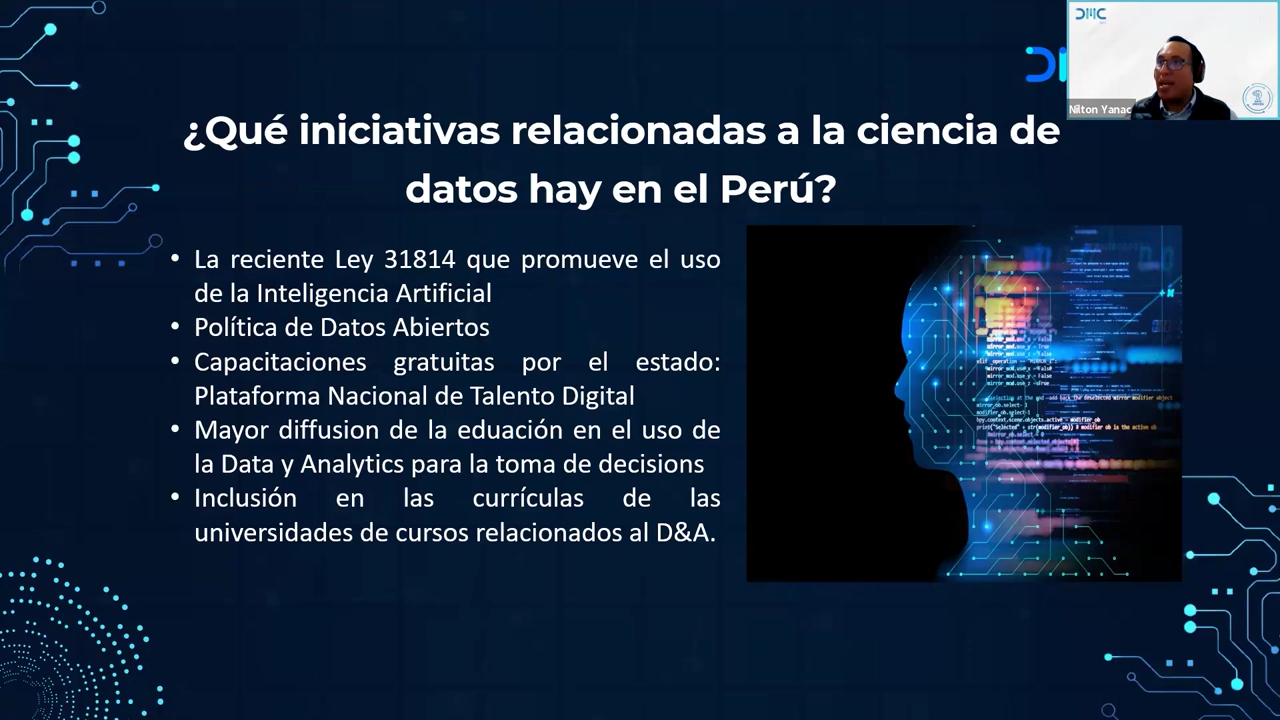 DMC
Nilton Yanac
¿Qué iniciativas relacionadas a la ciencia de
datos hay en el Perú?
• La reciente Ley 31814 que promueve el uso
de la Inteligencia Artificial
• Política de Datos Abiertos
• Capacitaciones gratuitas por el estado:
Plataforma Nacional de Talento Digital
• Mayor diffusion de la eduación en el uso de
la Data y Analytics para la toma de decisions
• Inclusión en las currículas de las
universidades de cursos relacionados al D&A.